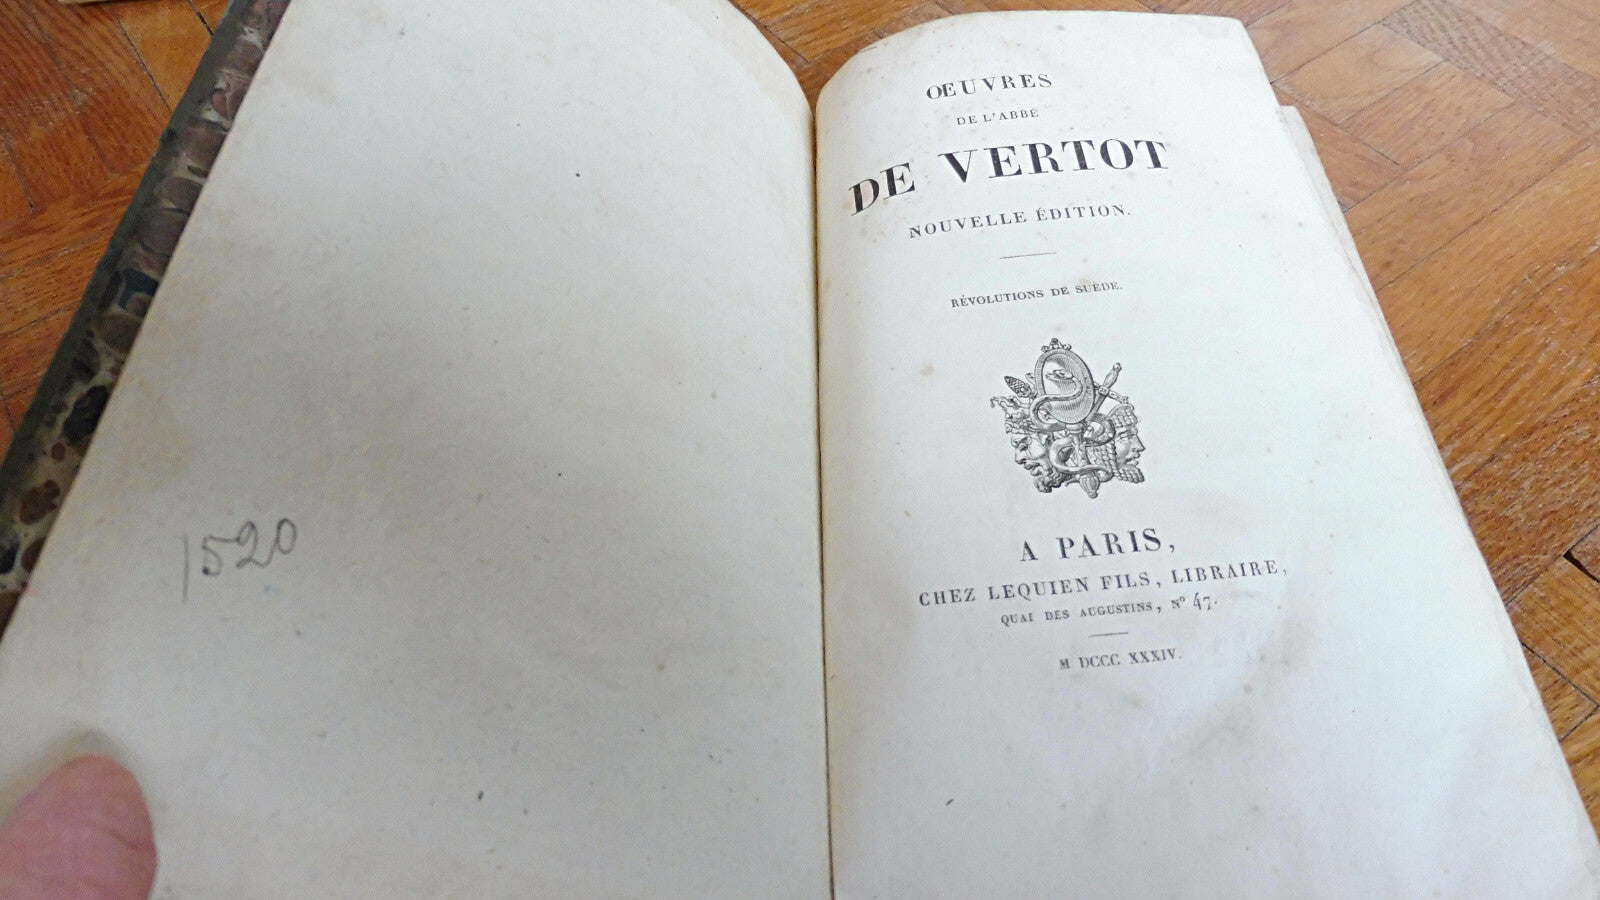 1520
OEUVRES
DE L'ABBÉ
DE VERTOT
NOUVELLE ÉDITION.
RÉVOLUTIONS DE SUÈDE.
A PARIS,
CHEZ LEQUIEN FILS, LIBRAIRE,
QUAI DES AUGUSTINS, N° 47.
M DCCC XXXIV.